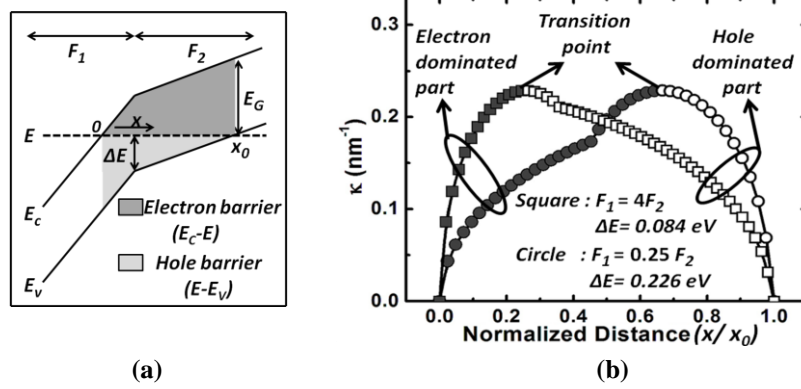 (a)
F1
F2
E
0
x
EG
ΔE
x0
Ec
Electron barrier
(EC-E)
Hole barrier
(E-EV)
Ev
(a)
(b)
κ (nm-1)
0.3
0.2
0.1
0.0
Electron
dominated
part
Transition
point
Hole
dominated
part
Square : F1 = 4F2
ΔE= 0.084 eV
Circle : F1 = 0.25 F2
ΔE= 0.226 eV
0.0 0.2 0.4 0.6 0.8 1.0
Normalized Distance(x/x0)
(b)